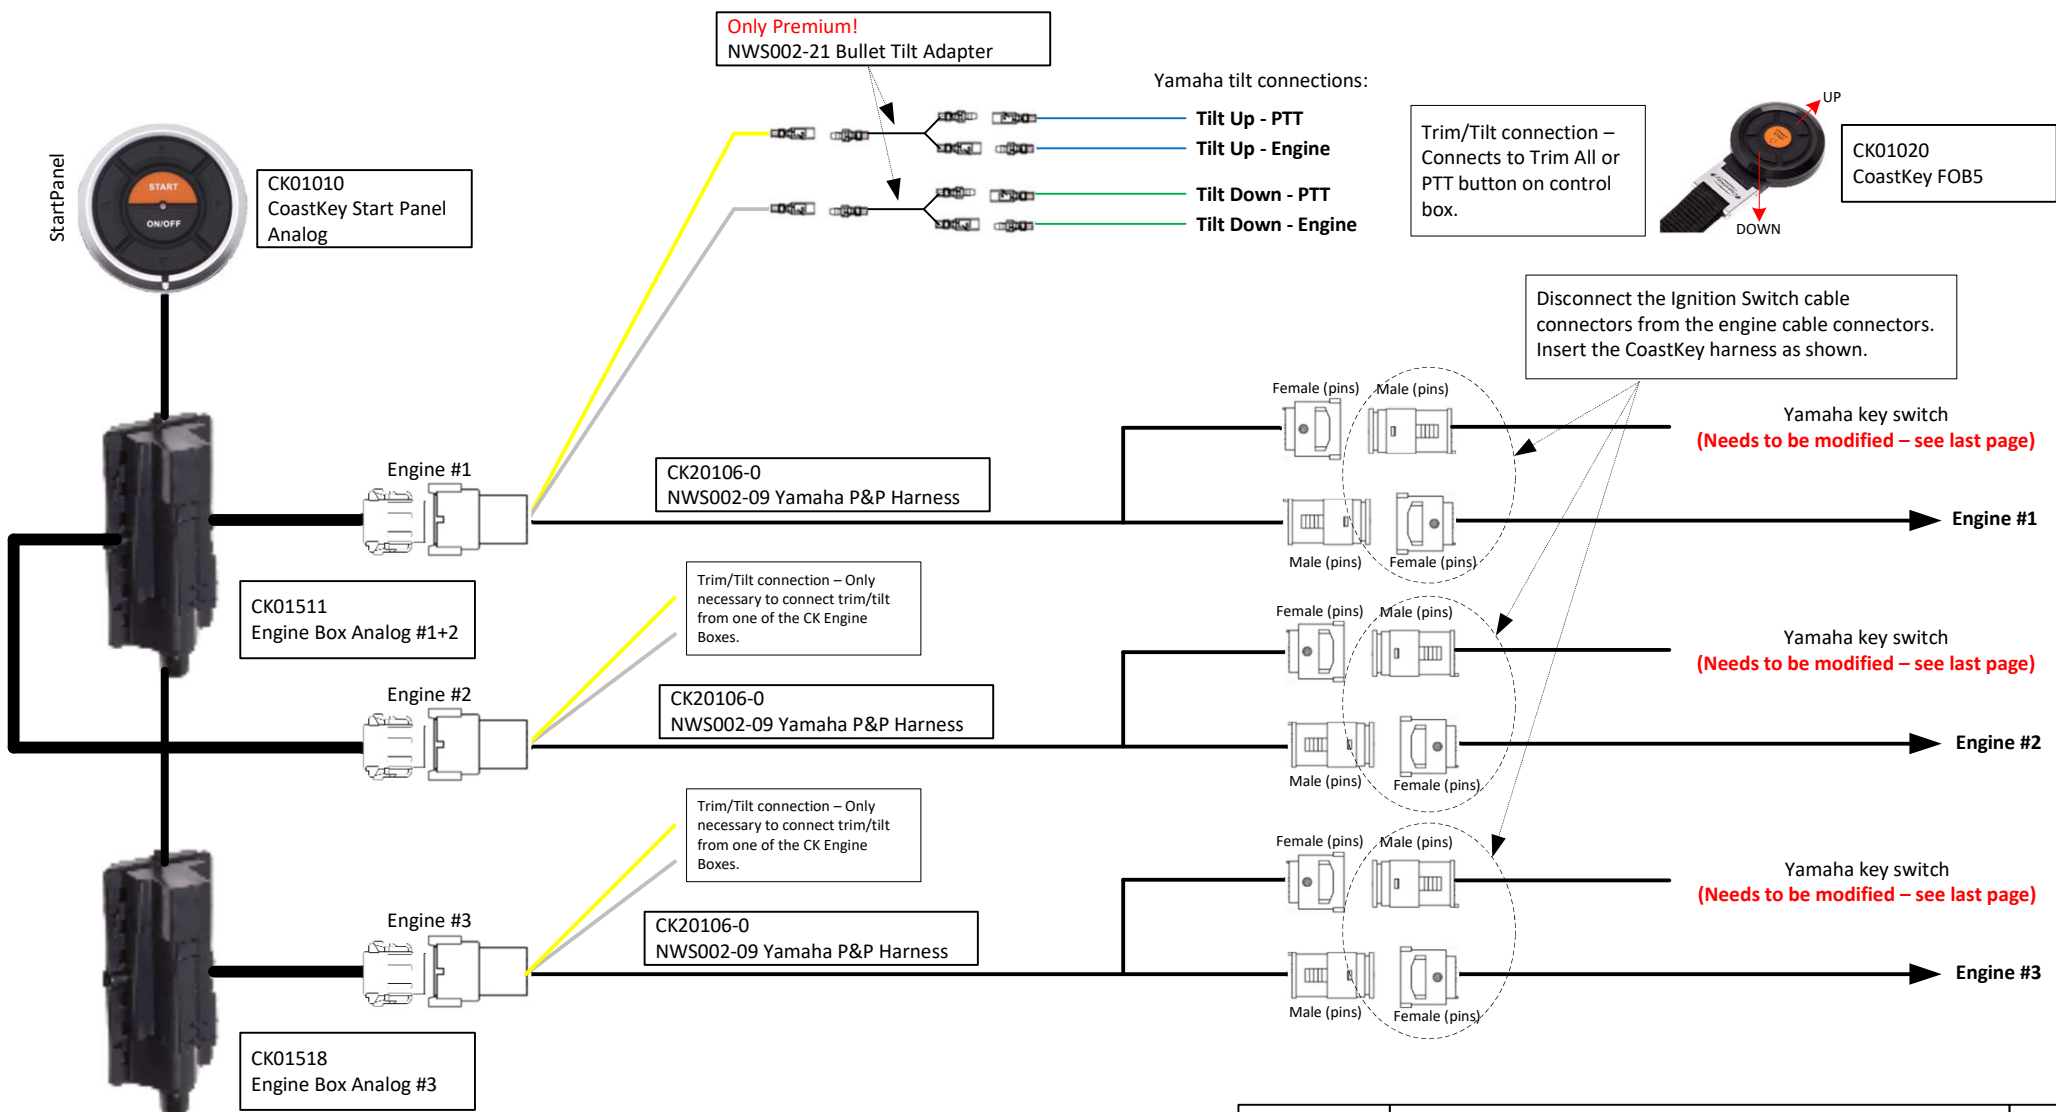 Only Premium!
NWS002-21 Bullet Tilt Adapter
Yamaha tilt connections:
Tilt Up - PTT
Tilt Up - Engine
Tilt Down - PTT
Tilt Down - Engine
Trim/Tilt connection –
Connects to Trim All or
PTT button on control
box.
UP
DOWN
CK01020
CoastKey FOB5
StartPanel
START
ON/OFF
CK01010
CoastKey Start Panel
Analog
Disconnect the Ignition Switch cable
connectors from the engine cable connectors.
Insert the CoastKey harness as shown.
Engine #1
CK20106-0
NWS002-09 Yamaha P&P Harness
Female (pins)
Male (pins)
Yamaha key switch
(Needs to be modified – see last page)
Engine #1
Male (pins)
Female (pins)
CK01511
Engine Box Analog #1+2
Trim/Tilt connection – Only
necessary to connect trim/tilt
from one of the CK Engine
Boxes.
Engine #2
CK20106-0
NWS002-09 Yamaha P&P Harness
Female (pins)
Male (pins)
Yamaha key switch
(Needs to be modified – see last page)
Engine #2
Male (pins)
Female (pins)
Trim/Tilt connection – Only
necessary to connect trim/tilt
from one of the CK Engine
Boxes.
Engine #3
CK20106-0
NWS002-09 Yamaha P&P Harness
Female (pins)
Male (pins)
Yamaha key switch
(Needs to be modified – see last page)
Engine #3
Male (pins)
Female (pins)
CK01518
Engine Box Analog #3